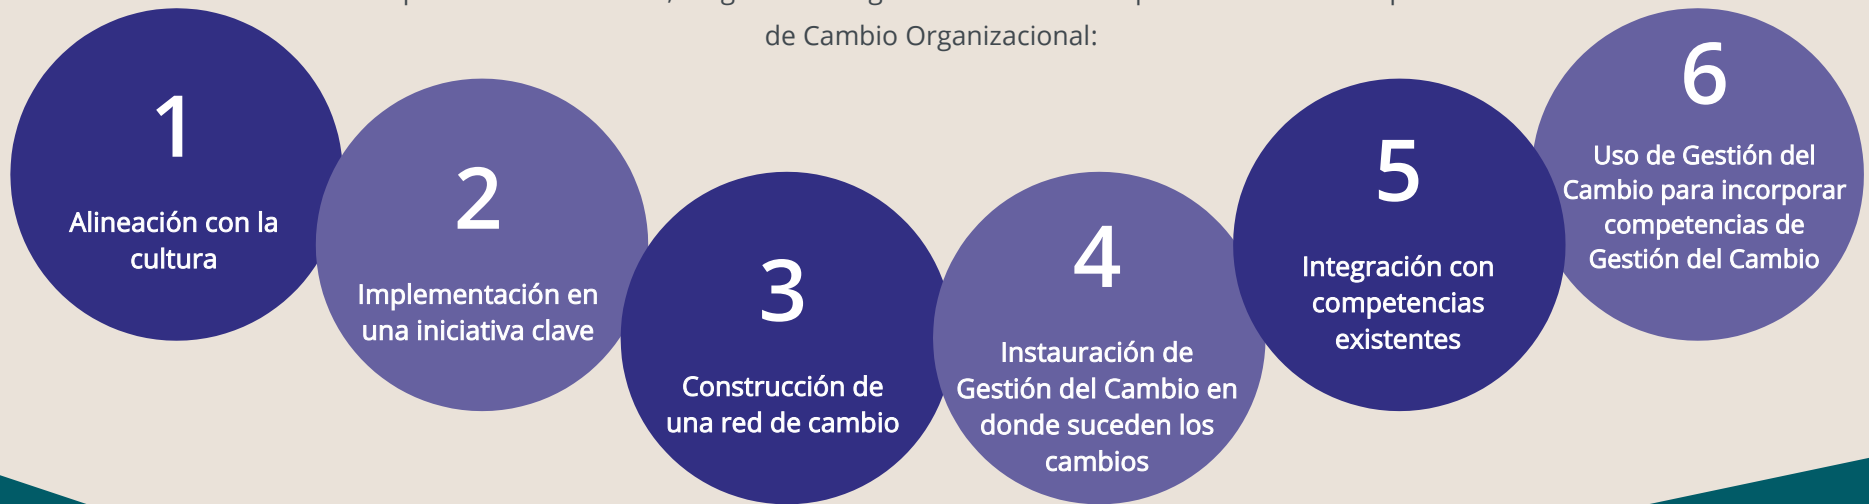 de Cambio Organizacional:
1
Alineación con la
cultura
2
Implementación en
una iniciativa clave
3
Construcción de
una red de cambio
4
Instauración de
Gestión del Cambio en
donde suceden los
cambios
5
Integración con
competencias
existentes
6
Uso de Gestión del
Cambio para incorporar
competencias de
Gestión del Cambio